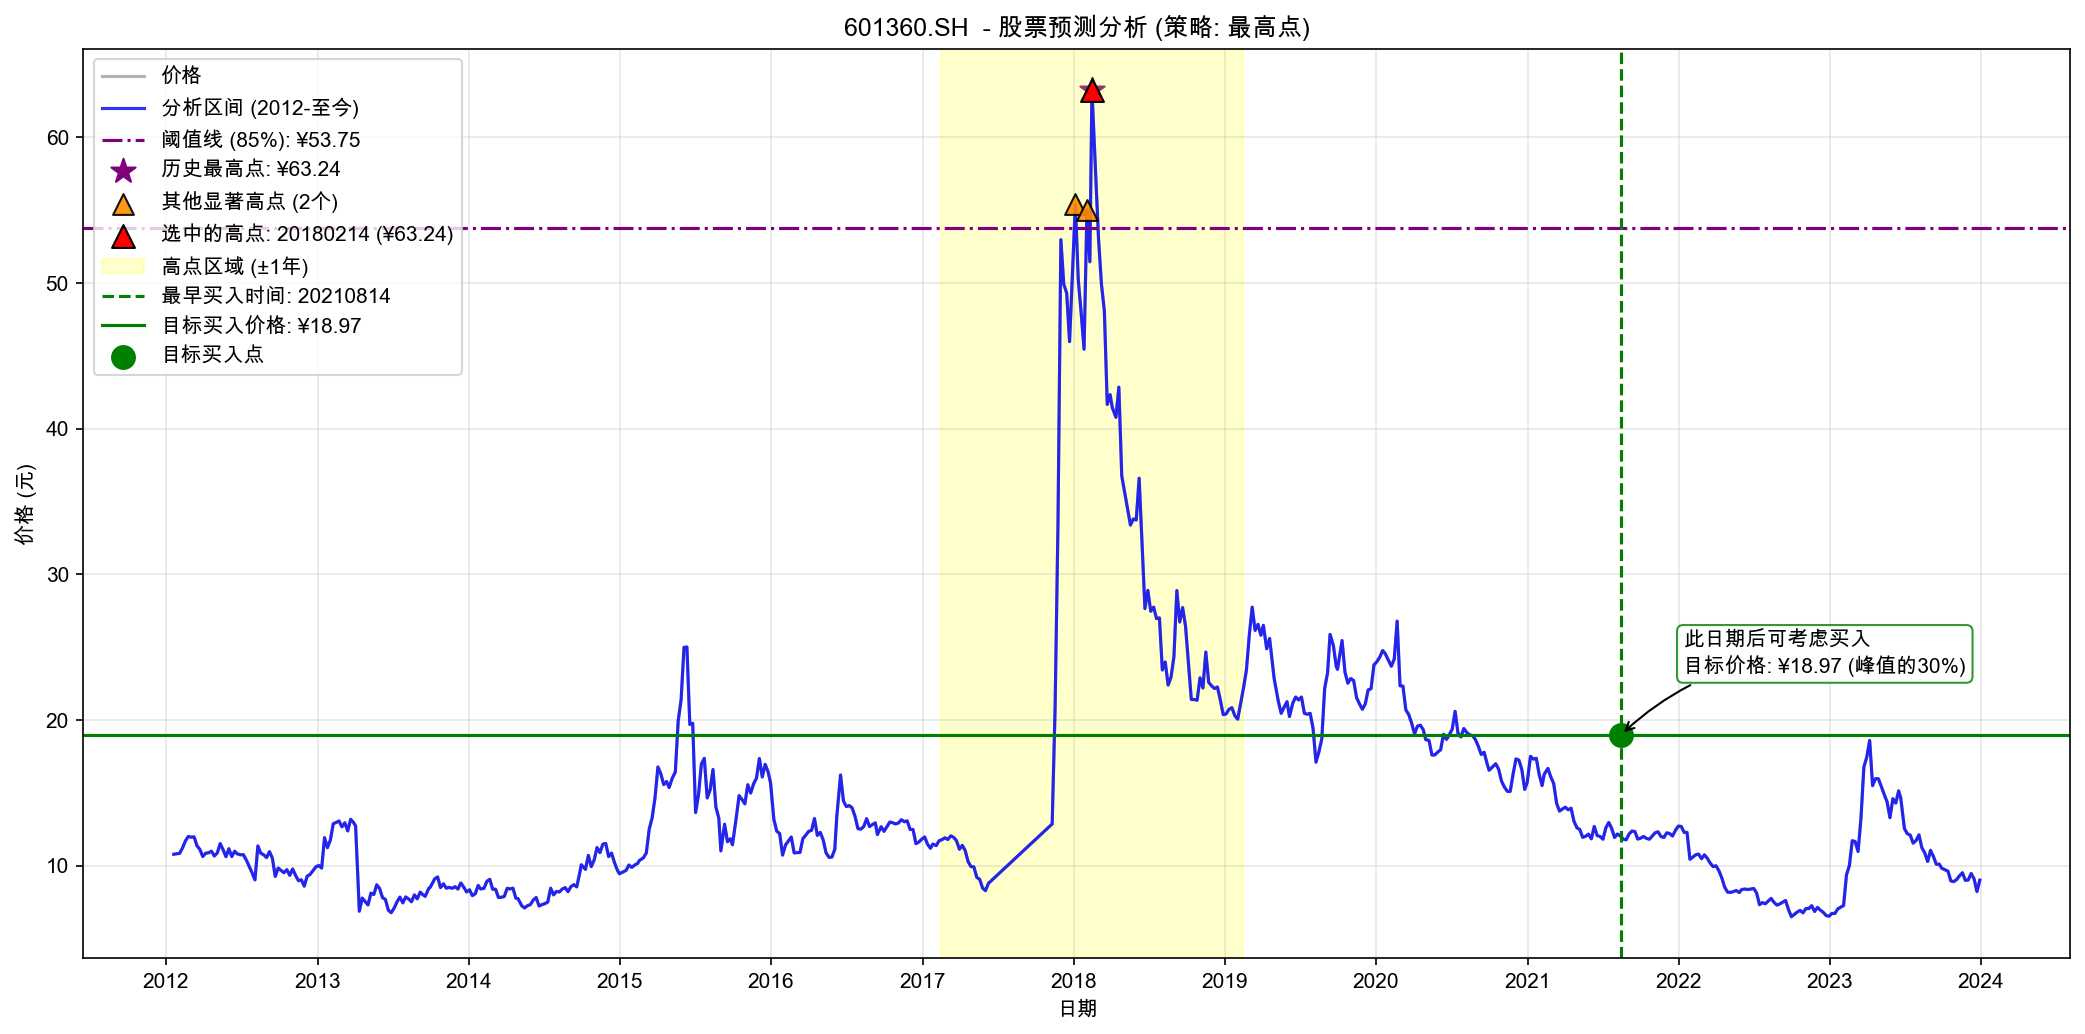 601360.SH - 股票预测分析 (策略: 最高点)
价格
分析区间 (2012-至今)
阈值线 (85%): ¥53.75
历史最高点: ¥63.24
其他显著高点 (2个)
选中的高点: 20180214 (¥63.24)
高点区域 (±1年)
最早买入时间: 20210814
目标买入价格: ¥18.97
目标买入点
此日期后可考虑买入
目标价格: ¥18.97 (峰值的30%)
价格 (元)
60
50
40
30
20
10
2012 2013 2014 2015 2016 2017 2018 2019 2020 2021 2022 2023 2024
日期